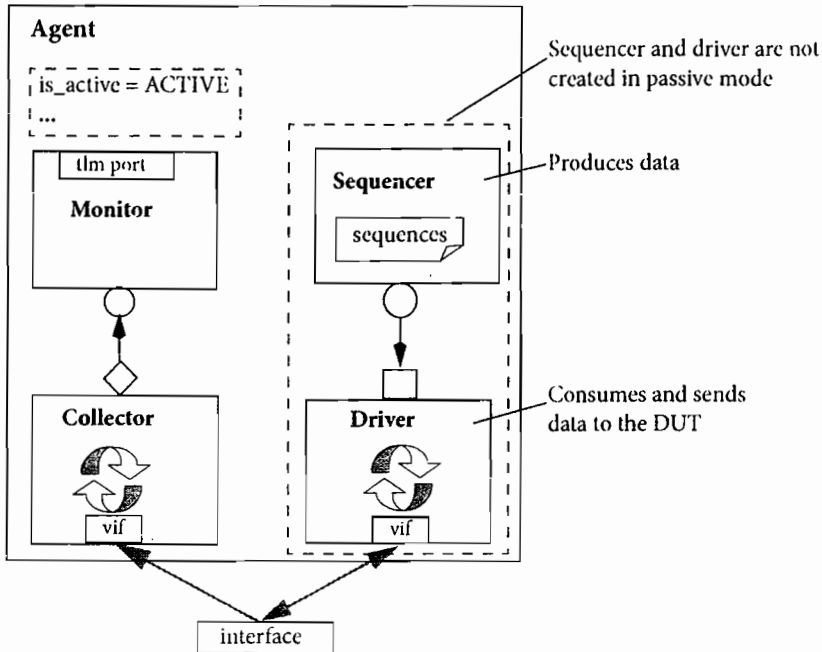 Agent
is_active = ACTIVE
...
tlm port
Monitor
Collector
vif
Sequencer
sequences
Driver
vif
interface
Sequencer and driver are not
created in passive mode
Produces data
Consumes and sends
data to the DUT